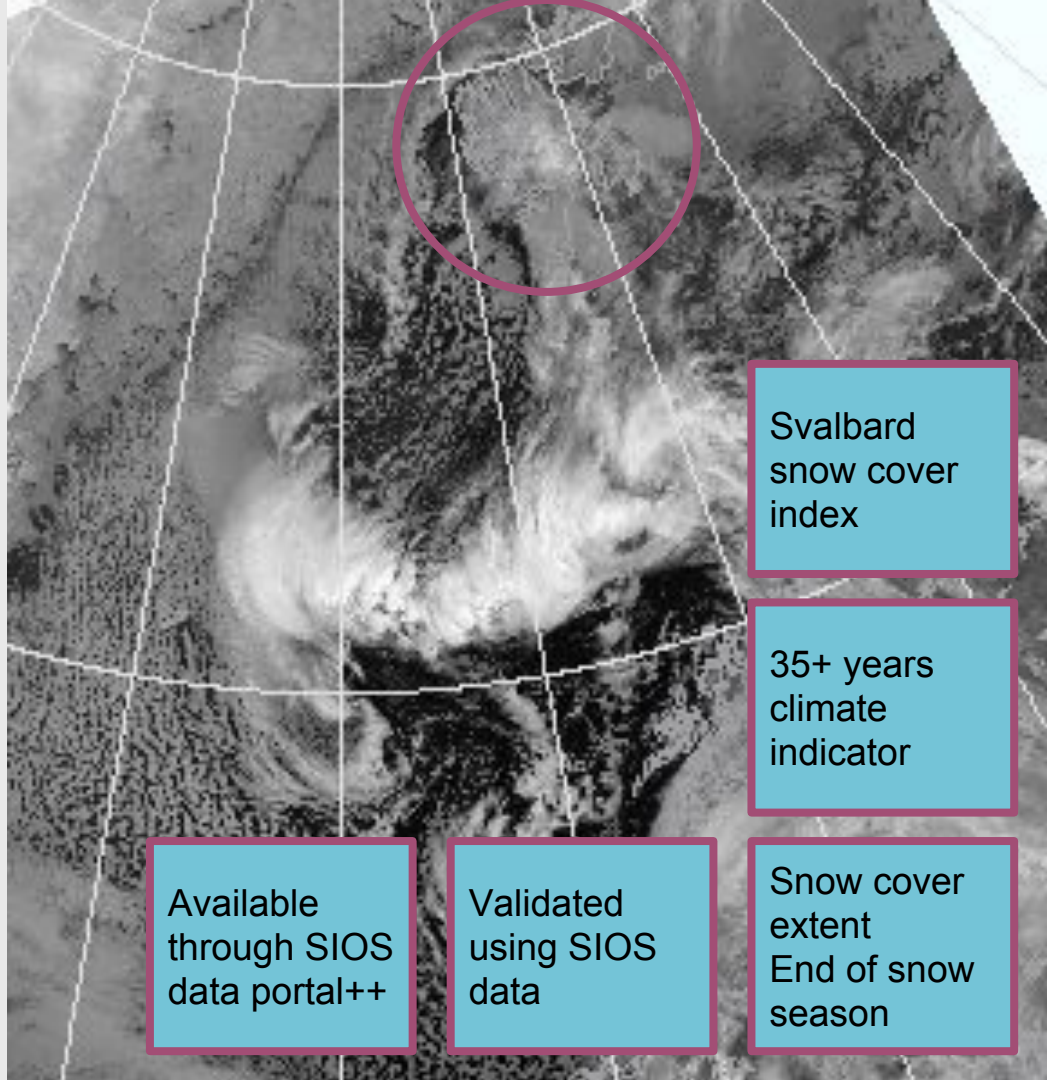 Svalbard
snow cover
index
35+ years
climate
indicator
Available
through SIOS
data portal++
Validated
using SIOS
data
Snow cover
extent
End of snow
season